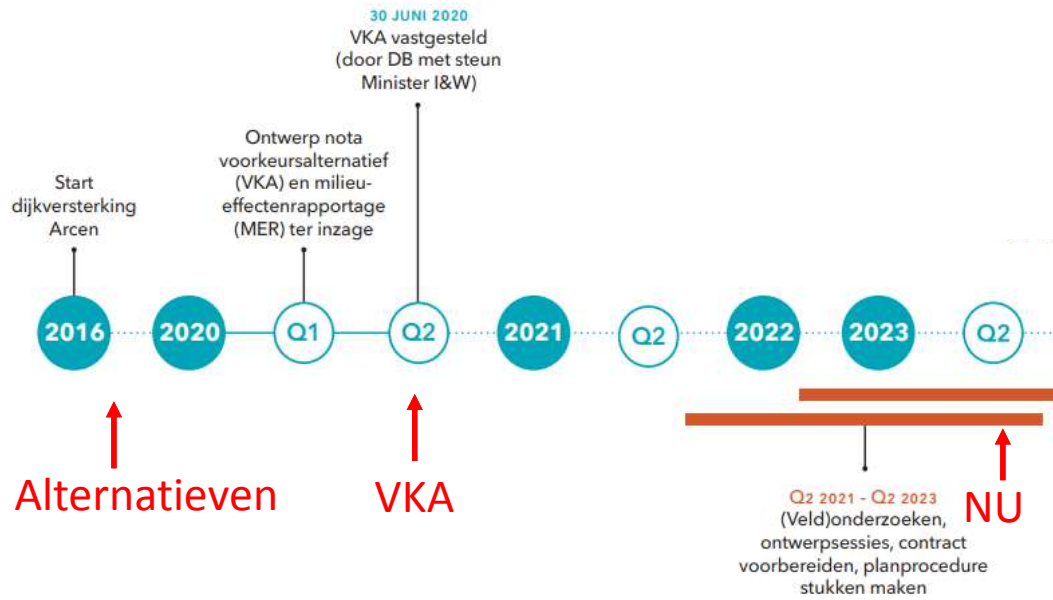 30 JUNI 2020
VKA vastgesteld
(door DB met steun
Minister I&W)
Ontwerp nota
voorkeursalternatief
(VKA) en milieu-
effectenrapportage
(MER) ter inzage
Start
dijkversterking
Arcen
2016 2020 Q1 Q2 2021 Q2 2022 2023 Q2
Alternatieven
VKA
NU
Q2 2021 - Q2 2023
(Veld)onderzoeken,
ontwerpsessies, contract
voorbereiden, planprocedure
stukken maken